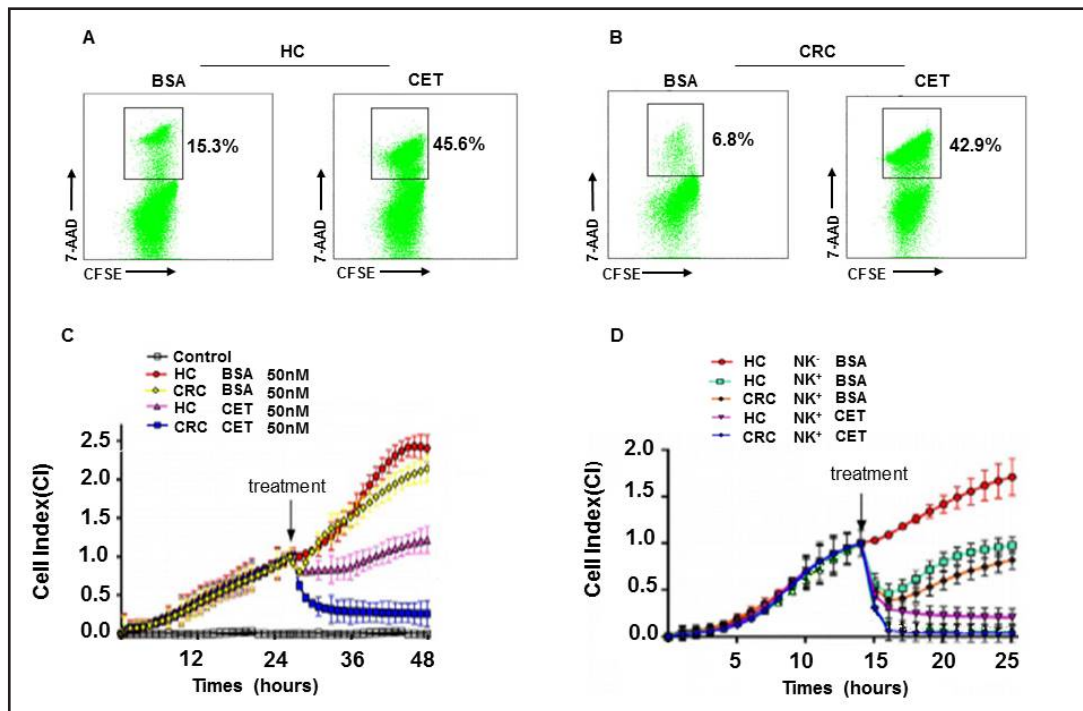 A
HC
BSA
CET
15.3%
45.6%
7-AAD
CFSE
7-AAD
CFSE
B
CRC
BSA
CET
6.8%
42.9%
7-AAD
CFSE
7-AAD
CFSE
C
Control
HC BSA 50nM
CRC BSA 50nM
HC CET 50nM
CRC CET 50nM
treatment
Cell Index(CI)
2.5
2.0
1.5
1.0
0.5
0.0
12 24 36 48
Times (hours)
D
HC NK⁻ BSA
HC NK⁺ BSA
CRC NK⁺ BSA
HC NK⁺ CET
CRC NK⁺ CET
treatment
Cell Index(CI)
2.0
1.5
1.0
0.5
0.0
5 10 15 20 25
Times (hours)